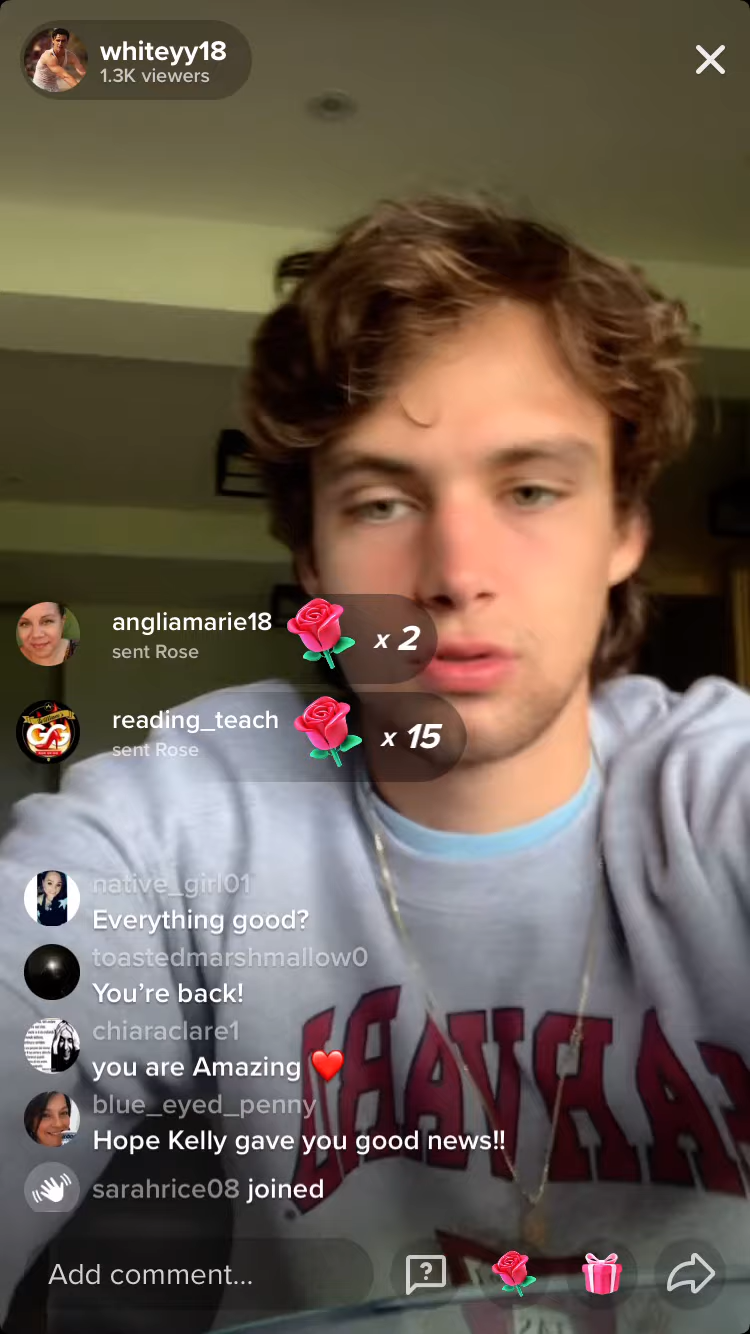 whiteyy18
1.3K viewers
angliamarie18
sent Rose
x 2
reading_teach
sent Rose
x 15
native_girl01
Everything good?
toastedmarshmallow0
You’re back!
chiaraclare1
you are Amazing ❤️
blue_eyed_penny
Hope Kelly gave you good news!!
sarahrice08 joined
HARVARD
Add comment...